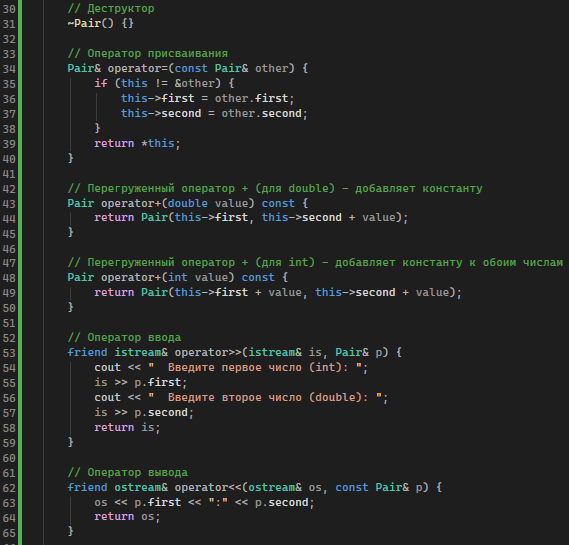 30 // Деструктор
31 ~Pair() {}
32
33 // Оператор присваивания
34 Pair& operator=(const Pair& other) {
35     if (this != &other) {
36         this->first = other.first;
37         this->second = other.second;
38     }
39     return *this;
40 }
41
42 // Перегруженный оператор + (для double) – добавляет константу
43 Pair operator+(double value) const {
44     return Pair(this->first, this->second + value);
45 }
46
47 // Перегруженный оператор + (для int) – добавляет константу к обоим числам
48 Pair operator+(int value) const {
49     return Pair(this->first + value, this->second + value);
50 }
51
52 // Оператор ввода
53 friend istream& operator>>(istream& is, Pair& p) {
54     cout << "  Введите первое число (int): ";
55     is >> p.first;
56     cout << "  Введите второе число (double): ";
57     is >> p.second;
58     return is;
59 }
60
61 // Оператор вывода
62 friend ostream& operator<<(ostream& os, const Pair& p) {
63     os << p.first << ":" << p.second;
64     return os;
65 }